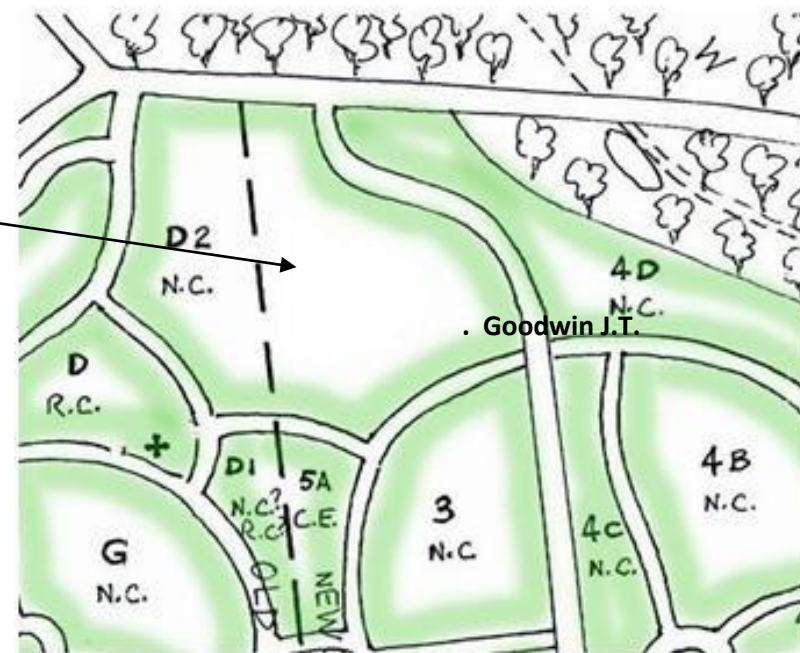 D2
N.C.
4D
N.C.
. Goodwin J.T.
D
R.C.
D1
N.C.?
R.C.?
5A
C.E.
OLD
NEW
3
N.C.
4C
N.C.
4B
N.C.
G
N.C.